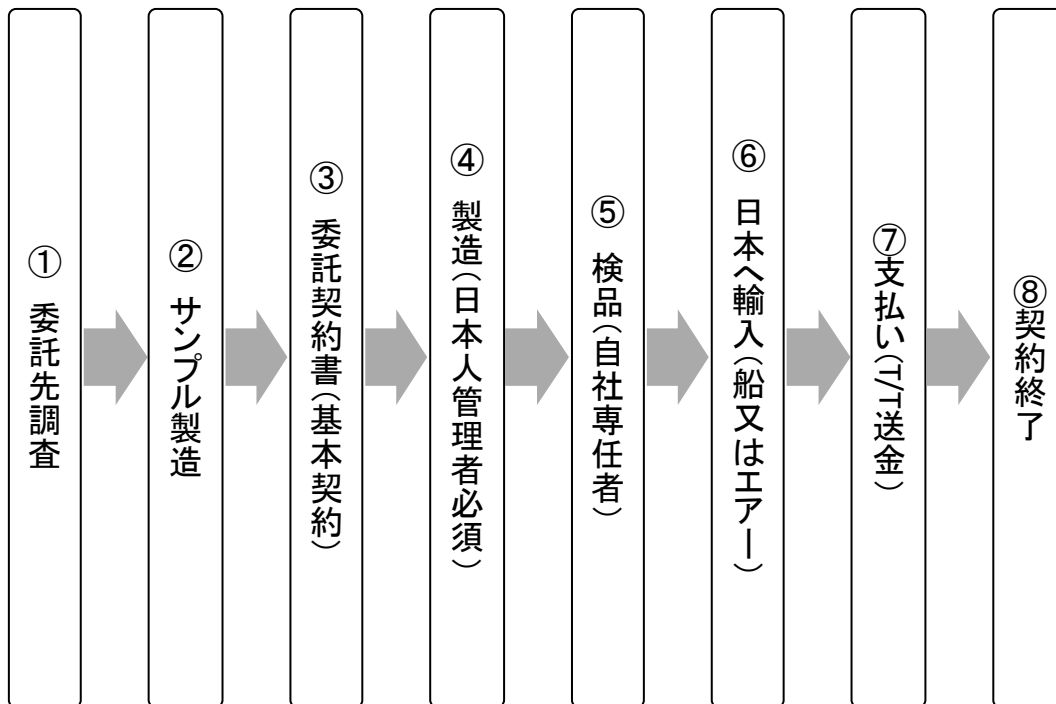 ① 委託先調査
② サンプル製造
③ 委託契約書(基本契約)
④ 製造(日本人管理者必須)
⑤ 検品(自社専任者)
⑥ 日本へ輸入(船又はエアー)
⑦支払い(T/T送金)
⑧契約終了